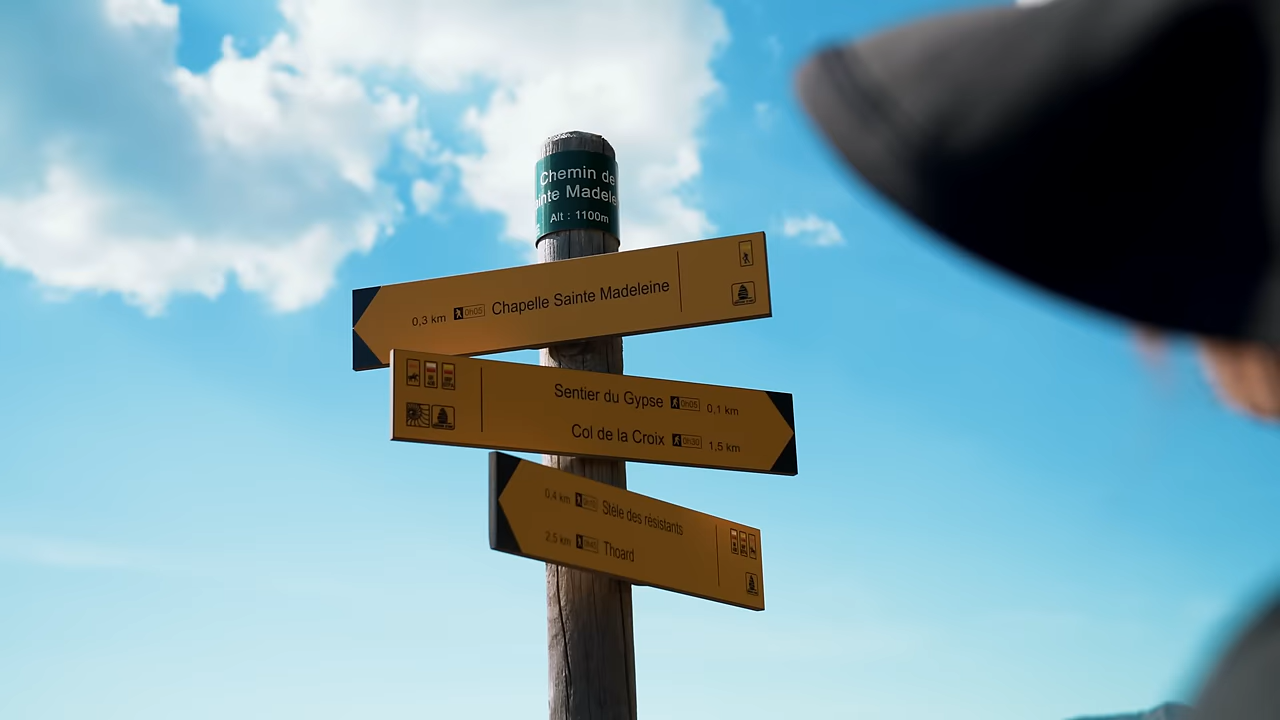 Chemin de
inte Madele
Alt : 1100m
0,3 km 0h05 Chapelle Sainte Madeleine
Sentier du Gypse 0h05 0,1 km
Col de la Croix 0h30 1,5 km
0,4 km Stèle des résistants
2,5 km Thoard